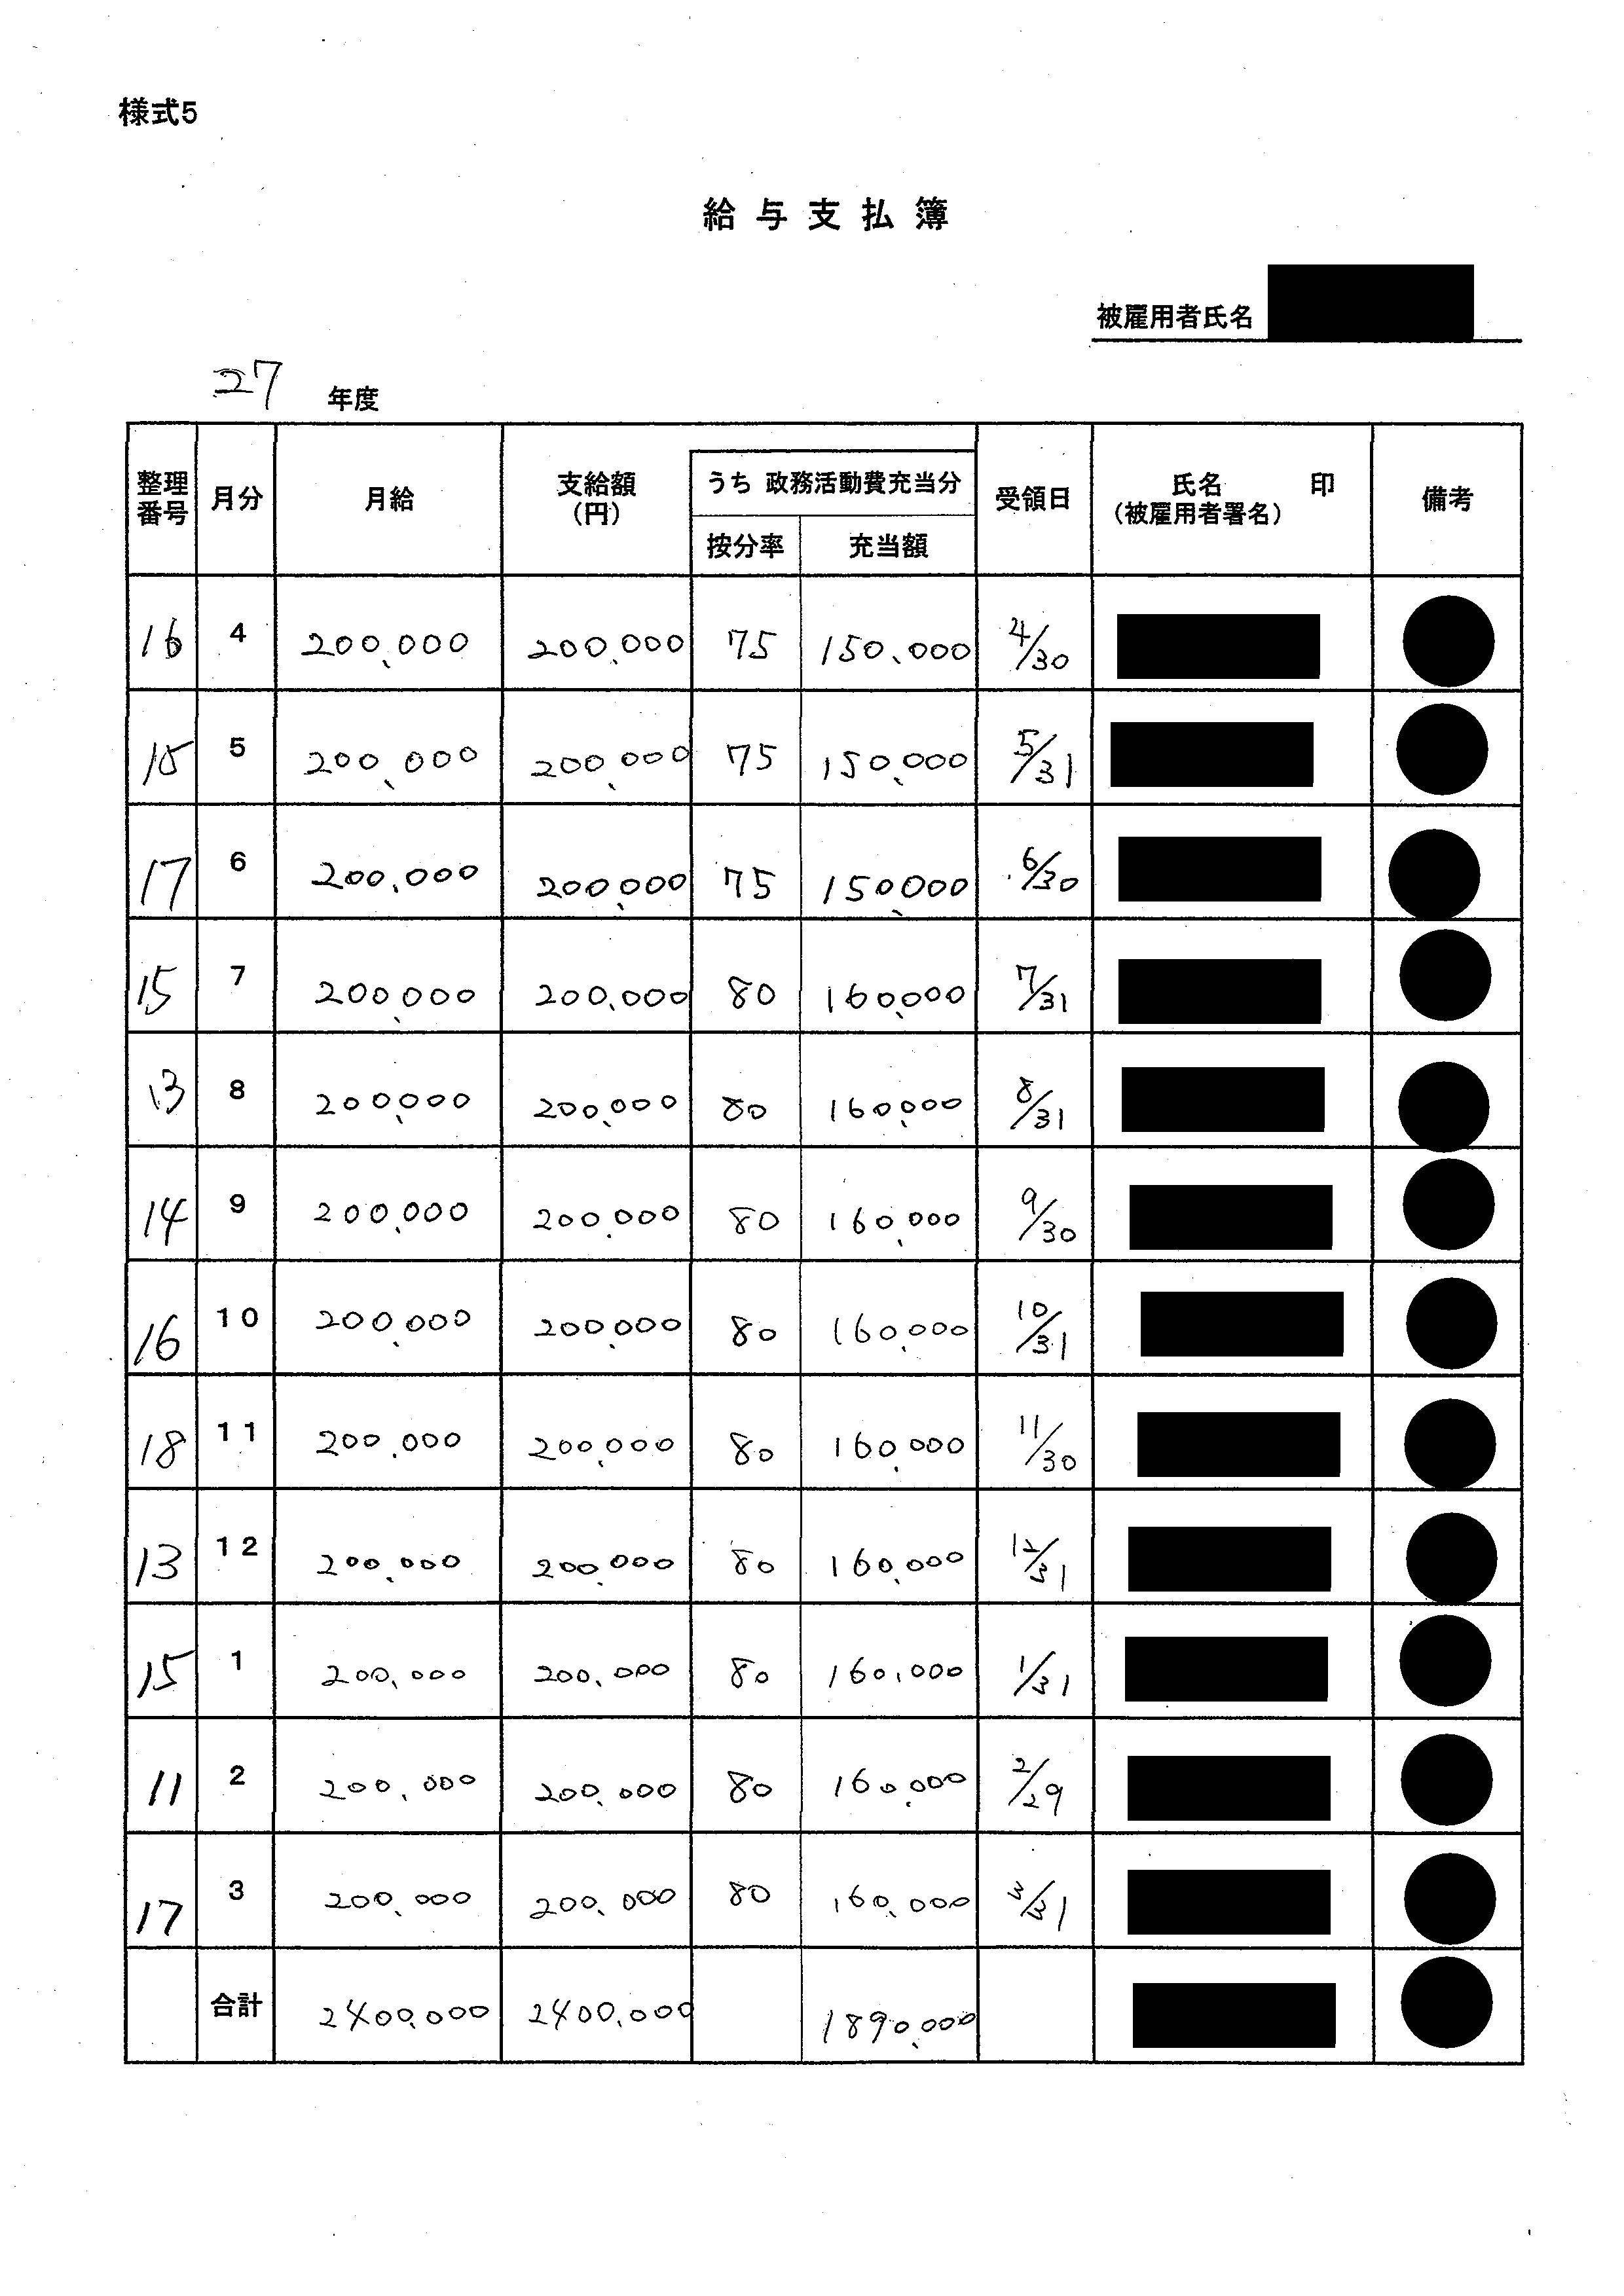 様式5
給与支払簿
被雇用者氏名
27 年度
整理番号 月分 月給 支給額(円) うち 政務活動費充当分 按分率 充当額 受領日 氏名 印 (被雇用者署名) 備考
16 4 200,000 200,000 75 150,000 4/30
15 5 200,000 200,000 75 150,000 5/31
17 6 200,000 200,000 75 150,000 6/30
15 7 200,000 200,000 80 160,000 7/31
13 8 200,000 200,000 80 160,000 8/31
14 9 200,000 200,000 80 160,000 9/30
16 10 200,000 200,000 80 160,000 10/31
18 11 200,000 200,000 80 160,000 11/30
13 12 200,000 200,000 80 160,000 12/31
15 1 200,000 200,000 80 160,000 1/31
11 2 200,000 200,000 80 160,000 2/29
17 3 200,000 200,000 80 160,000 3/31
合計 2400,000 2400,000 1890,000